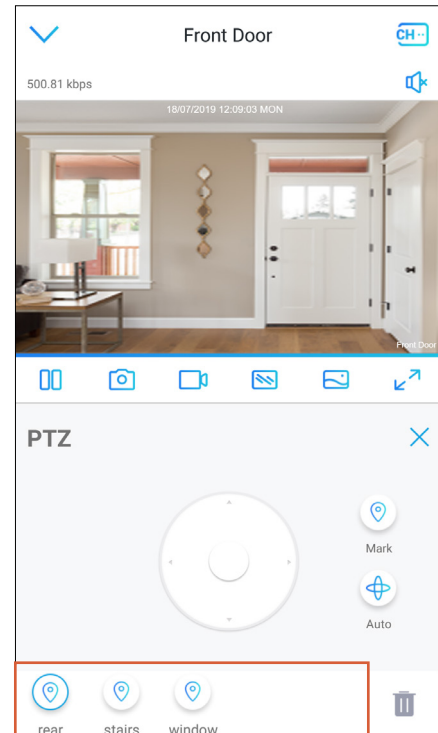 Front Door
CH
500.81 kbps
18/07/2019 12:09:03 MON
Front Door
PTZ
Mark
Auto
rear
stairs
window